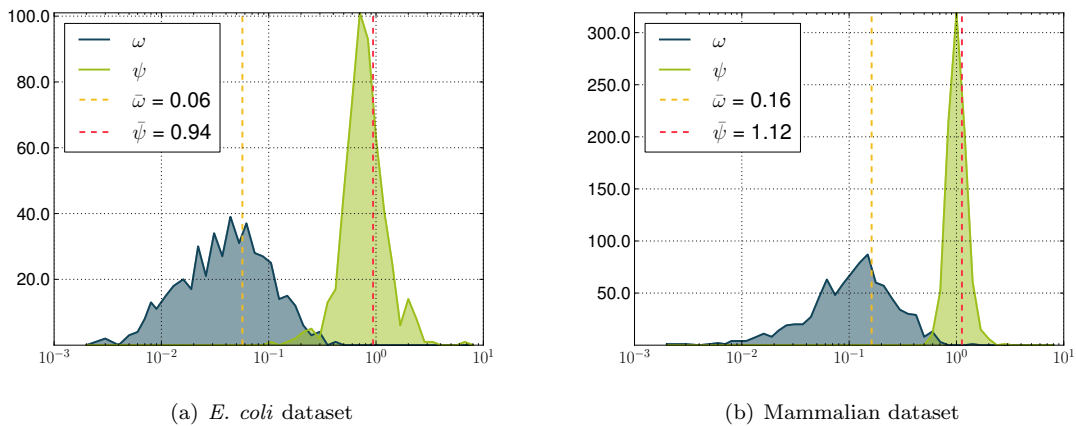 100.0
80.0
60.0
40.0
20.0
ω
ψ
ω̄ = 0.06
ψ̄ = 0.94
10⁻³ 10⁻² 10⁻¹ 10⁰ 10¹
(a) E. coli dataset
300.0
250.0
200.0
150.0
100.0
50.0
ω
ψ
ω̄ = 0.16
ψ̄ = 1.12
10⁻³ 10⁻² 10⁻¹ 10⁰ 10¹
(b) Mammalian dataset